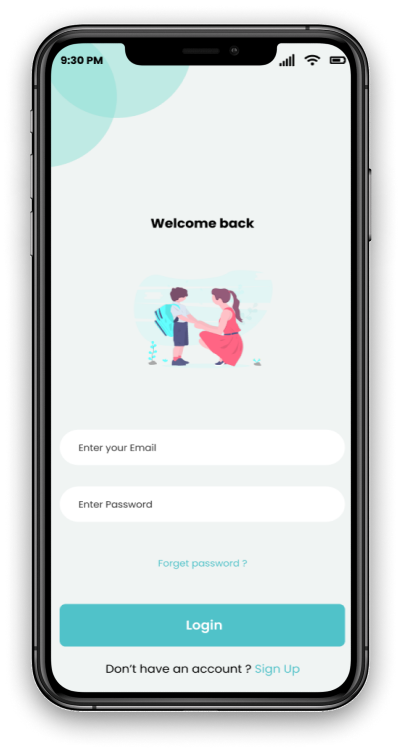 9:30 PM
Welcome back
Enter your Email
Enter Password
Forget password ?
Login
Don't have an account ? Sign Up